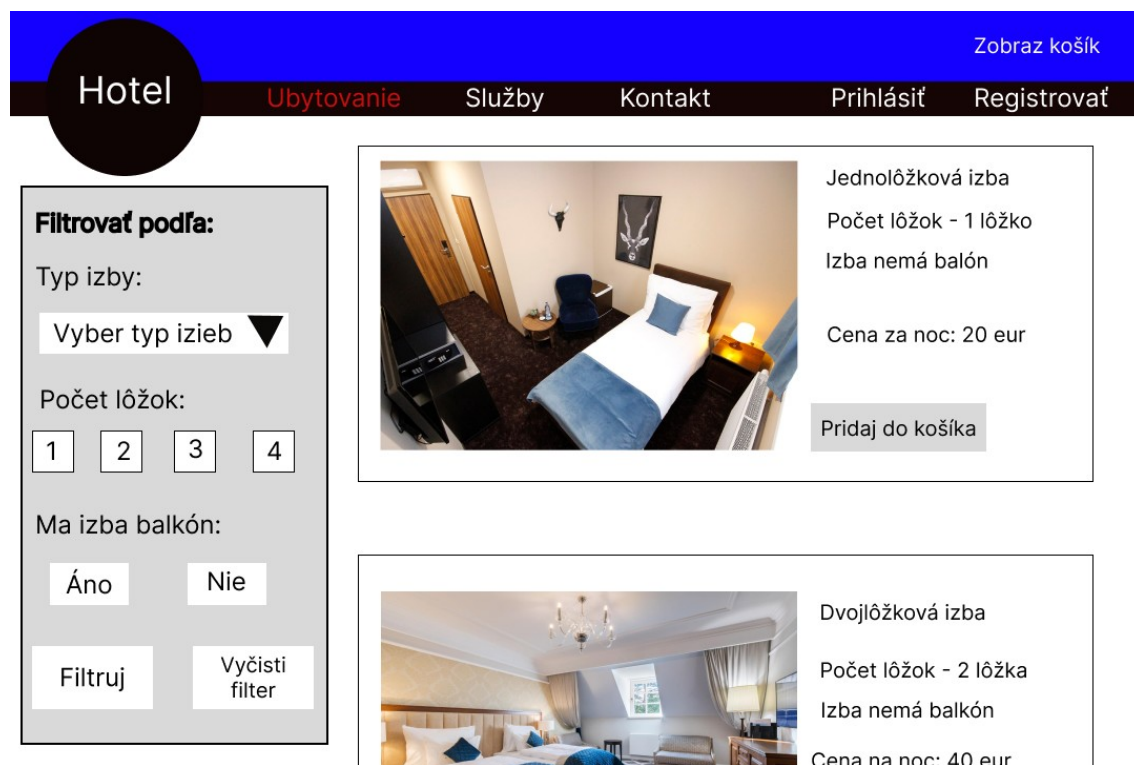 Zobraz košík
Hotel
Ubytovanie
Služby
Kontakt
Prihlásiť
Registrovať
Filtrovať podľa:
Typ izby:
Vyber typ izieb
Počet lôžok:
1 2 3 4
Ma izba balkón:
Áno
Nie
Filtruj
Vyčisti
filter
Jednolôžková izba
Počet lôžok - 1 lôžko
Izba nemá balón
Cena za noc: 20 eur
Pridaj do košíka
Dvojlôžková izba
Počet lôžok - 2 lôžka
Izba nemá balkón
Cena na noc: 40 eur